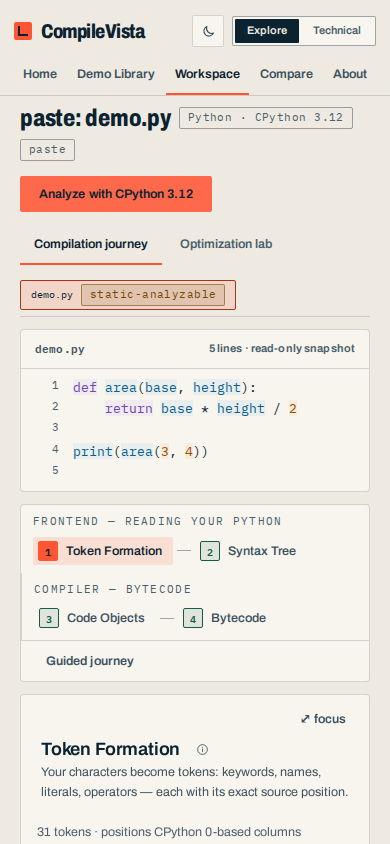 CompileVista
Explore Technical
Home Demo Library Workspace Compare About
paste: demo.py Python · CPython 3.12
paste
Analyze with CPython 3.12
Compilation journey Optimization lab
demo.py static-analyzable
demo.py 5 lines · read-only snapshot
1 def area(base, height):
2     return base * height / 2
3
4 print(area(3, 4))
5
FRONTEND — READING YOUR PYTHON
1 Token Formation — 2 Syntax Tree
COMPILER — BYTECODE
3 Code Objects — 4 Bytecode
Guided journey
⤢ focus
Token Formation
Your characters become tokens: keywords, names,
literals, operators — each with its exact source position.
31 tokens · positions CPython 0-based columns